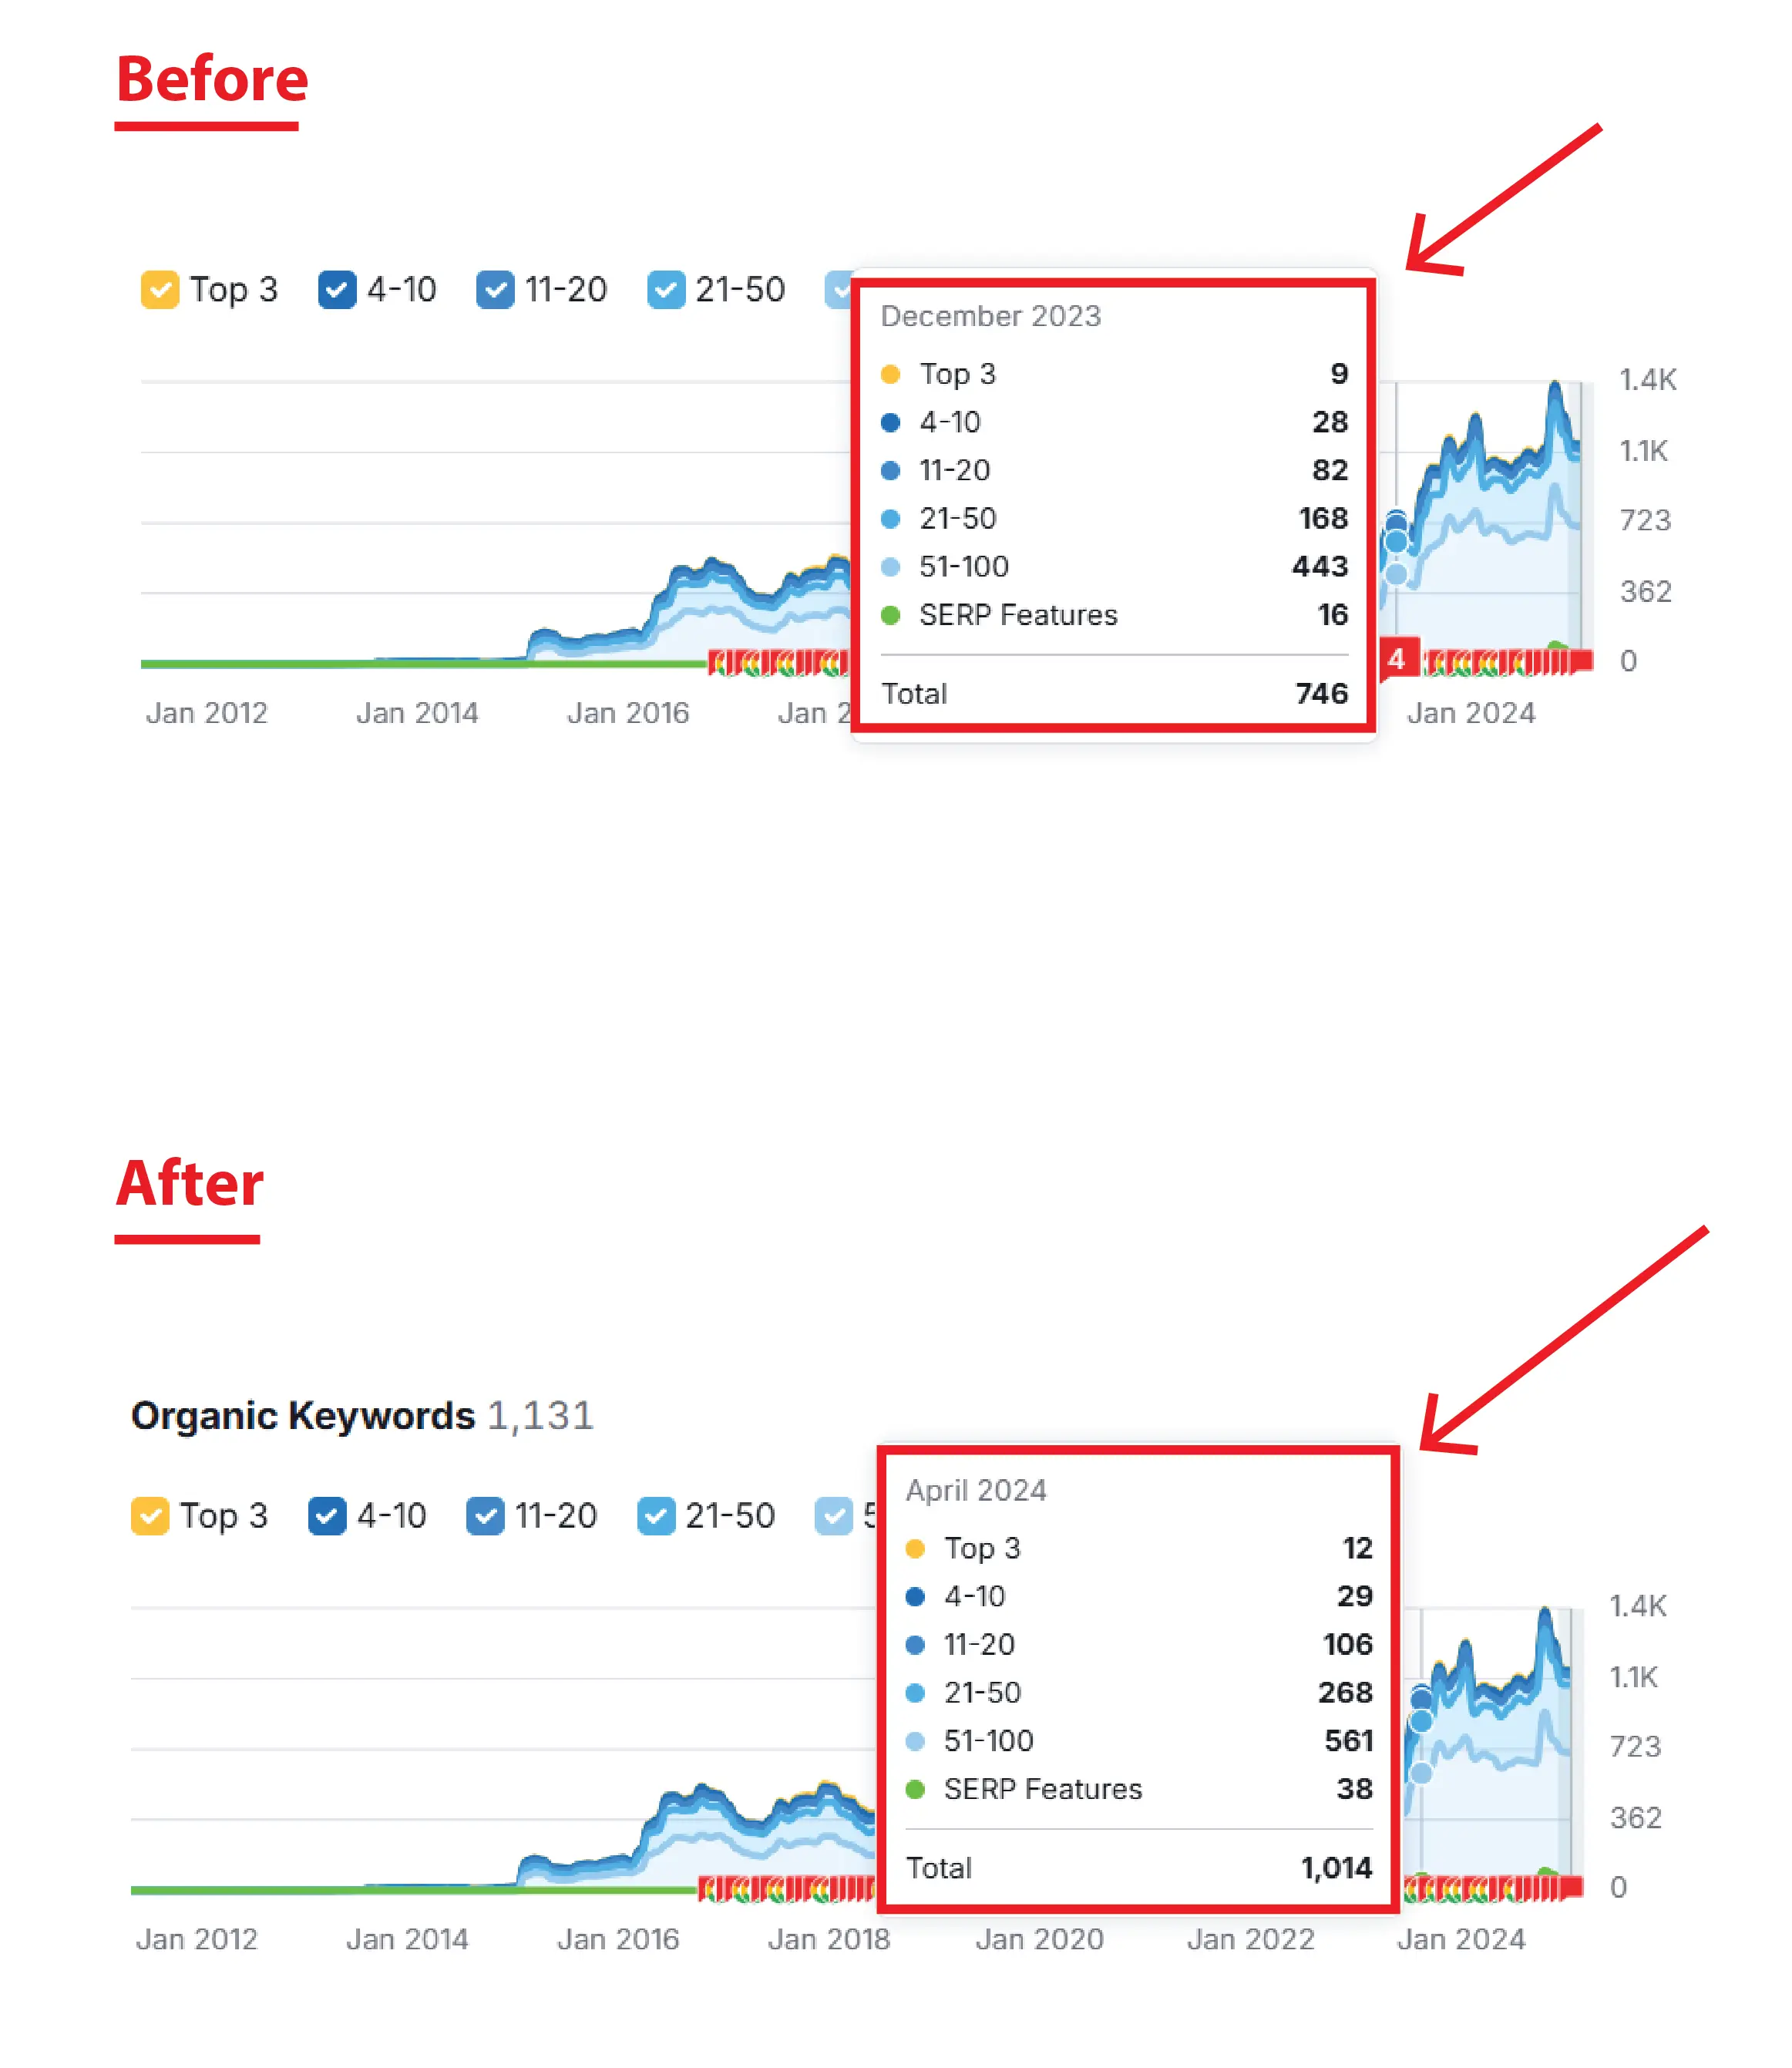 Before
Top 3 4-10 11-20 21-50
December 2023
Top 3 9
4-10 28
11-20 82
21-50 168
51-100 443
SERP Features 16
Total 746
1.4K
1.1K
723
362
0
4
Jan 2012 Jan 2014 Jan 2016 Jan 2 Jan 2024
After
Organic Keywords 1,131
Top 3 4-10 11-20 21-50 5
April 2024
Top 3 12
4-10 29
11-20 106
21-50 268
51-100 561
SERP Features 38
Total 1,014
1.4K
1.1K
723
362
0
Jan 2012 Jan 2014 Jan 2016 Jan 2018 Jan 2020 Jan 2022 Jan 2024